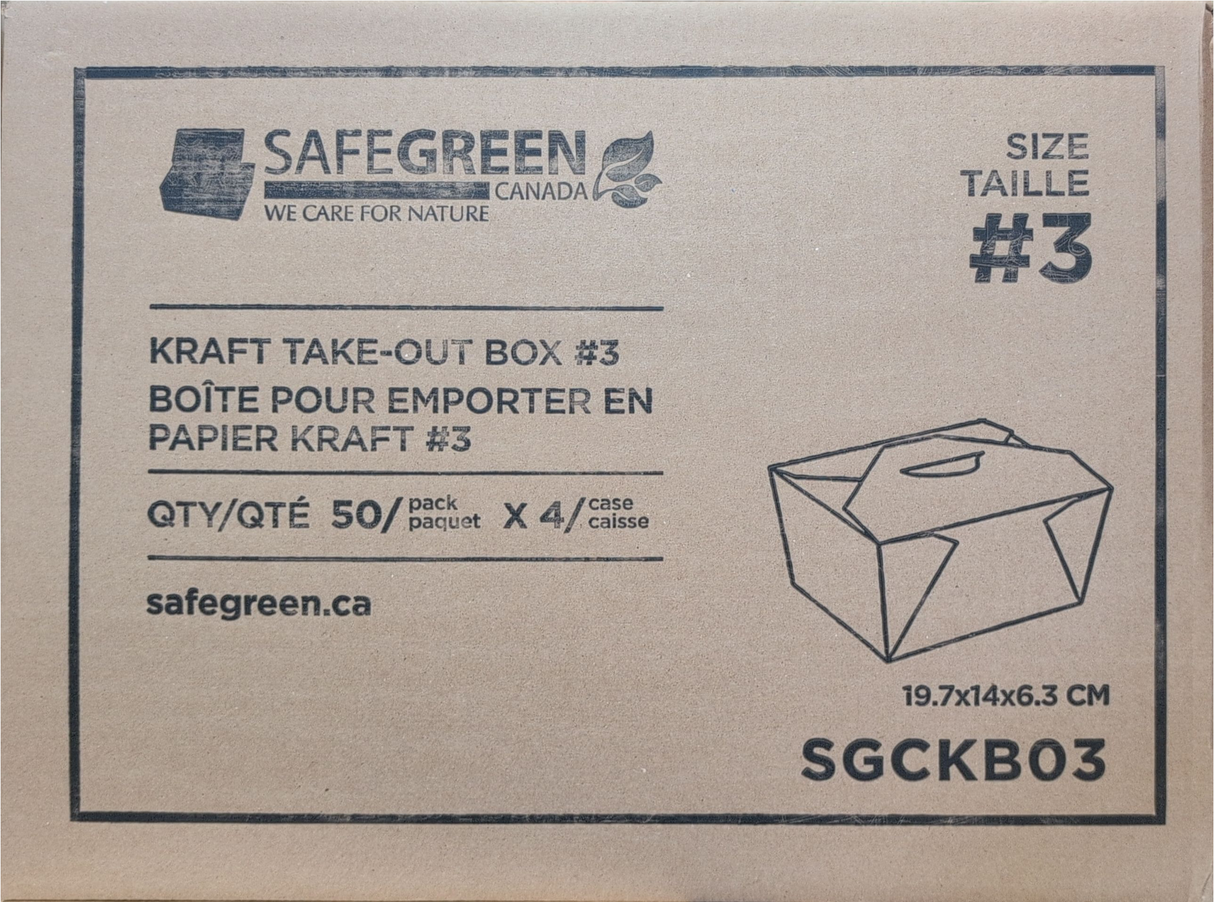 SAFEGREEN
CANADA
WE CARE FOR NATURE
SIZE
TAILLE
#3
KRAFT TAKE-OUT BOX #3
BOÎTE POUR EMPORTER EN
PAPIER KRAFT #3
QTY/QTÉ 50/ pack paquet X 4/ case caisse
safegreen.ca
19.7x14x6.3 CM
SGCKB03